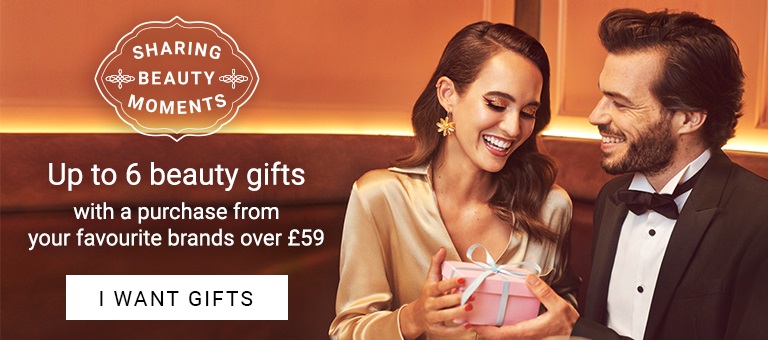 SHARING
BEAUTY
MOMENTS
Up to 6 beauty gifts
with a purchase from
your favourite brands over £59
I WANT GIFTS